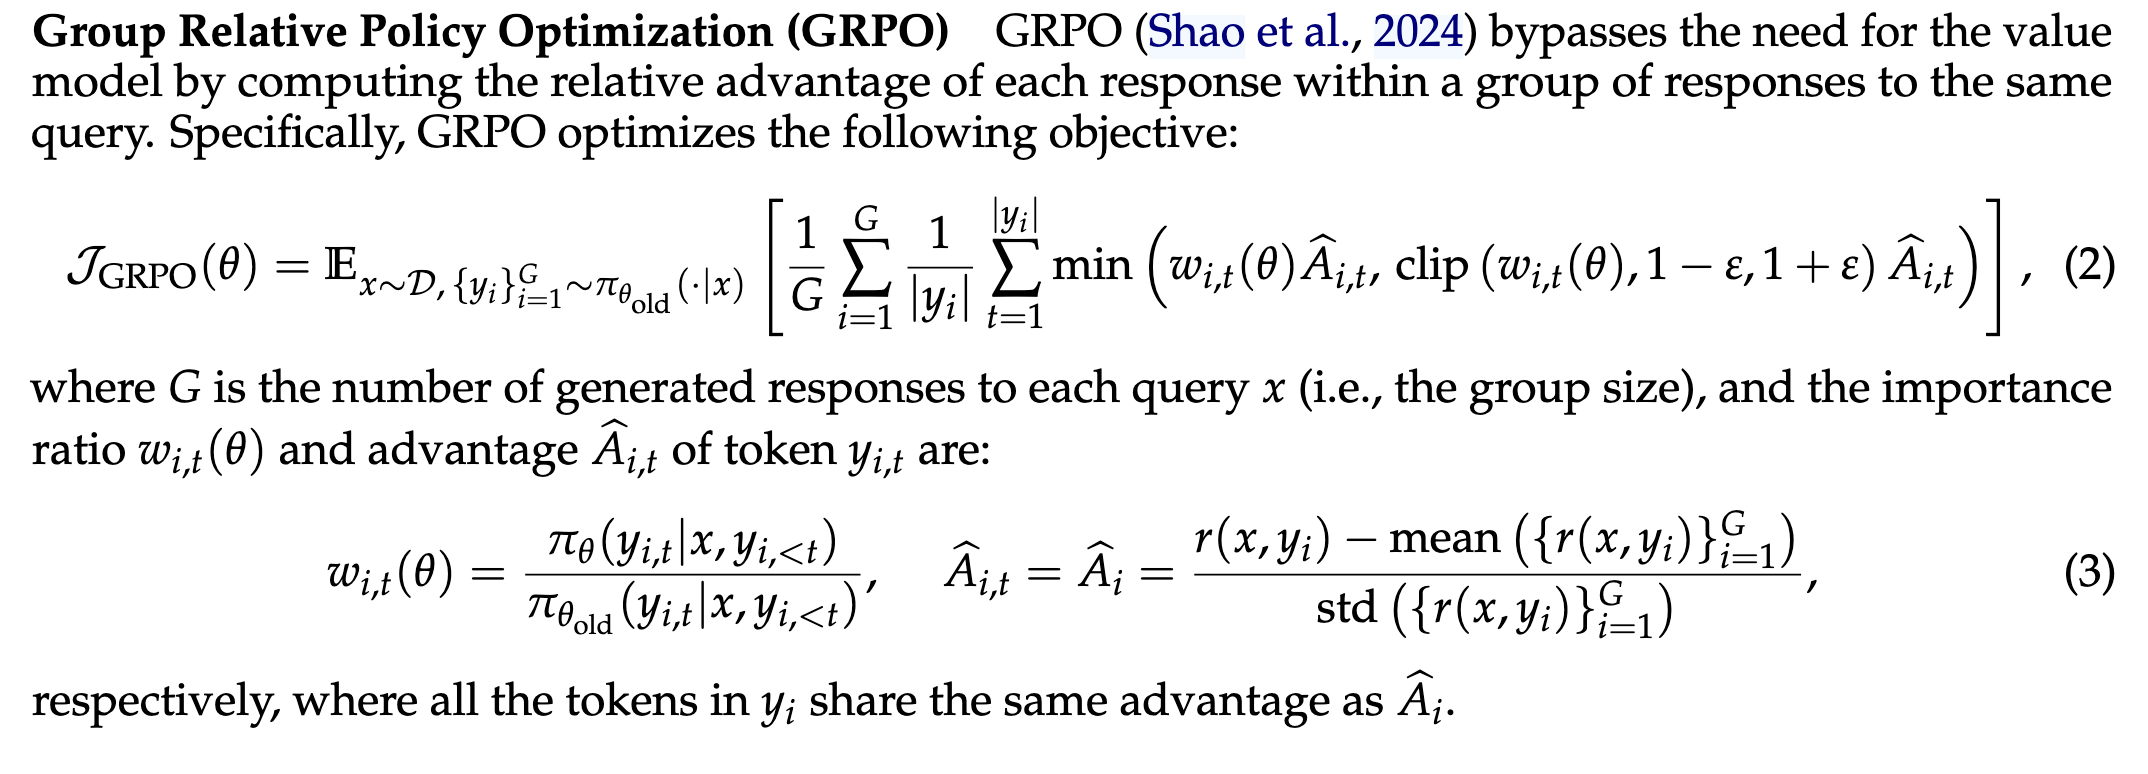 Group Relative Policy Optimization (GRPO) GRPO (Shao et al., 2024) bypasses the need for the value
model by computing the relative advantage of each response within a group of responses to the same
query. Specifically, GRPO optimizes the following objective:
$\mathcal{J}_{\text{GRPO}}(\theta) = \mathbb{E}_{x \sim \mathcal{D}, \{y_i\}_{i=1}^{G} \sim \pi_{\theta_{\text{old}}}(\cdot|x)} \left[ \frac{1}{G} \sum_{i=1}^{G} \frac{1}{|y_i|} \sum_{t=1}^{|y_i|} \min \left( w_{i,t}(\theta) \widehat{A}_{i,t}, \text{clip} \left( w_{i,t}(\theta), 1 - \varepsilon, 1 + \varepsilon \right) \widehat{A}_{i,t} \right) \right], \quad (2)$
where $G$ is the number of generated responses to each query $x$ (i.e., the group size), and the importance
ratio $w_{i,t}(\theta)$ and advantage $\widehat{A}_{i,t}$ of token $y_{i,t}$ are:
$w_{i,t}(\theta) = \frac{\pi_{\theta}(y_{i,t}|x, y_{i,<t})}{\pi_{\theta_{\text{old}}}(y_{i,t}|x, y_{i,<t})}, \quad \widehat{A}_{i,t} = \widehat{A}_i = \frac{r(x, y_i) - \text{mean}\left(\{r(x, y_i)\}_{i=1}^{G}\right)}{\text{std}\left(\{r(x, y_i)\}_{i=1}^{G}\right)}, \quad (3)$
respectively, where all the tokens in $y_i$ share the same advantage as $\widehat{A}_i$.